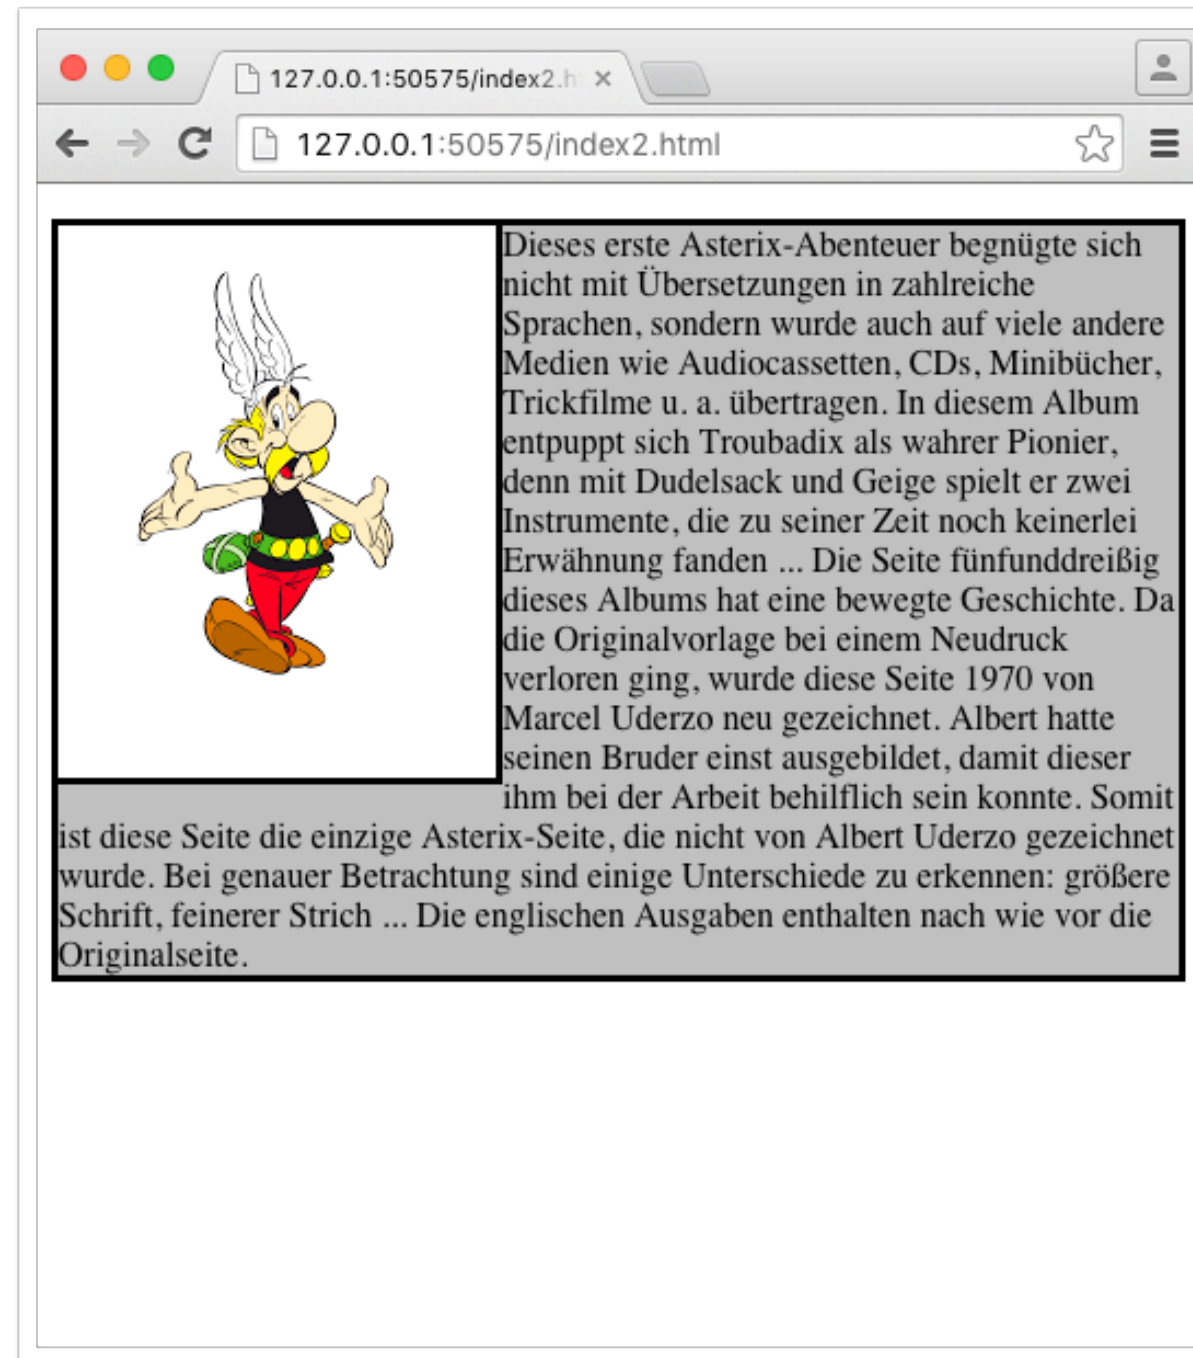 127.0.0.1:50575/index2.h
127.0.0.1:50575/index2.html
Dieses erste Asterix-Abenteuer begnügte sich
nicht mit Übersetzungen in zahlreiche
Sprachen, sondern wurde auch auf viele andere
Medien wie Audiocassetten, CDs, Minibücher,
Trickfilme u. a. übertragen. In diesem Album
entpuppt sich Troubadix als wahrer Pionier,
denn mit Dudelsack und Geige spielt er zwei
Instrumente, die zu seiner Zeit noch keinerlei
Erwähnung fanden ... Die Seite fünfunddreißig
dieses Albums hat eine bewegte Geschichte. Da
die Originalvorlage bei einem Neudruck
verloren ging, wurde diese Seite 1970 von
Marcel Uderzo neu gezeichnet. Albert hatte
seinen Bruder einst ausgebildet, damit dieser
ihm bei der Arbeit behilflich sein konnte. Somit
ist diese Seite die einzige Asterix-Seite, die nicht von Albert Uderzo gezeichnet
wurde. Bei genauer Betrachtung sind einige Unterschiede zu erkennen: größere
Schrift, feinerer Strich ... Die englischen Ausgaben enthalten nach wie vor die
Originalseite.